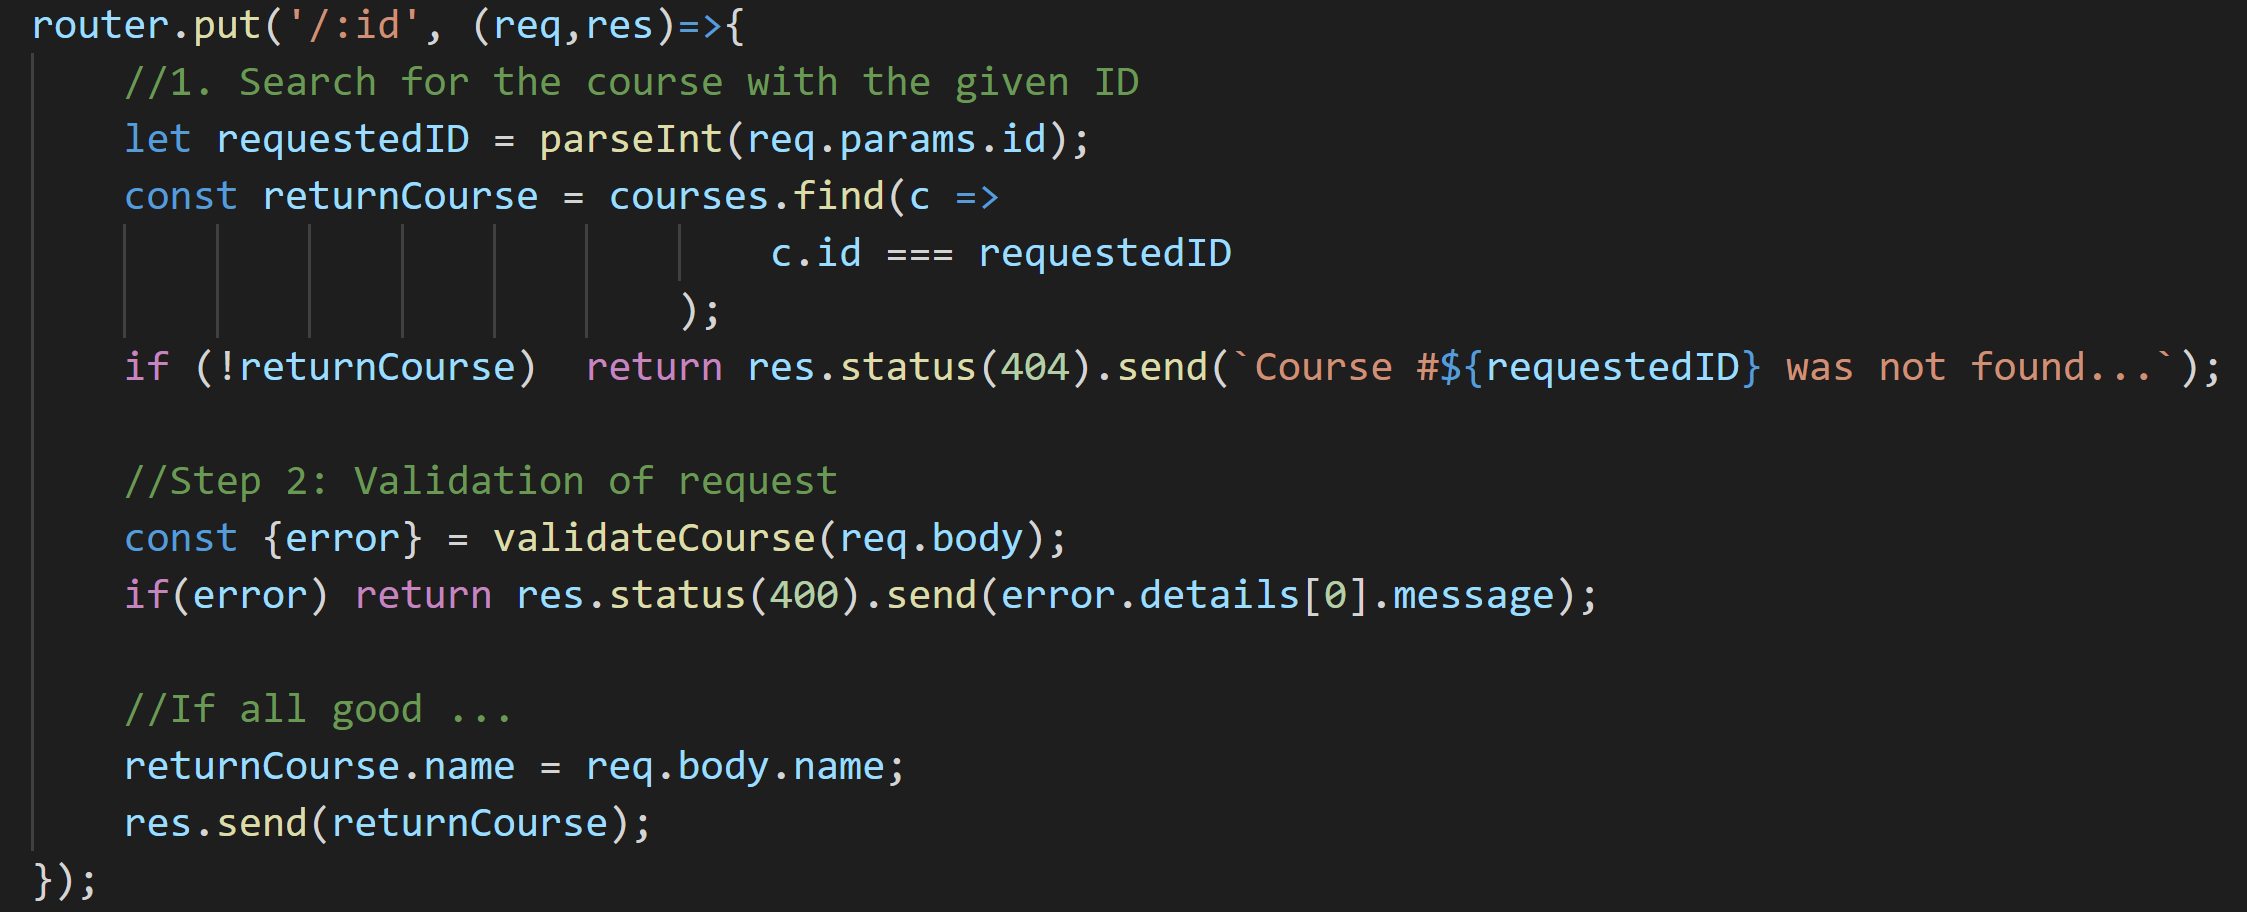 router.put('/:id', (req,res)=>{
    //1. Search for the course with the given ID
    let requestedID = parseInt(req.params.id);
    const returnCourse = courses.find(c =>
                                c.id === requestedID
                            );
    if (!returnCourse)  return res.status(404).send(`Course #${requestedID} was not found...`);

    //Step 2: Validation of request
    const {error} = validateCourse(req.body);
    if(error) return res.status(400).send(error.details[0].message);

    //If all good ...
    returnCourse.name = req.body.name;
    res.send(returnCourse);
});